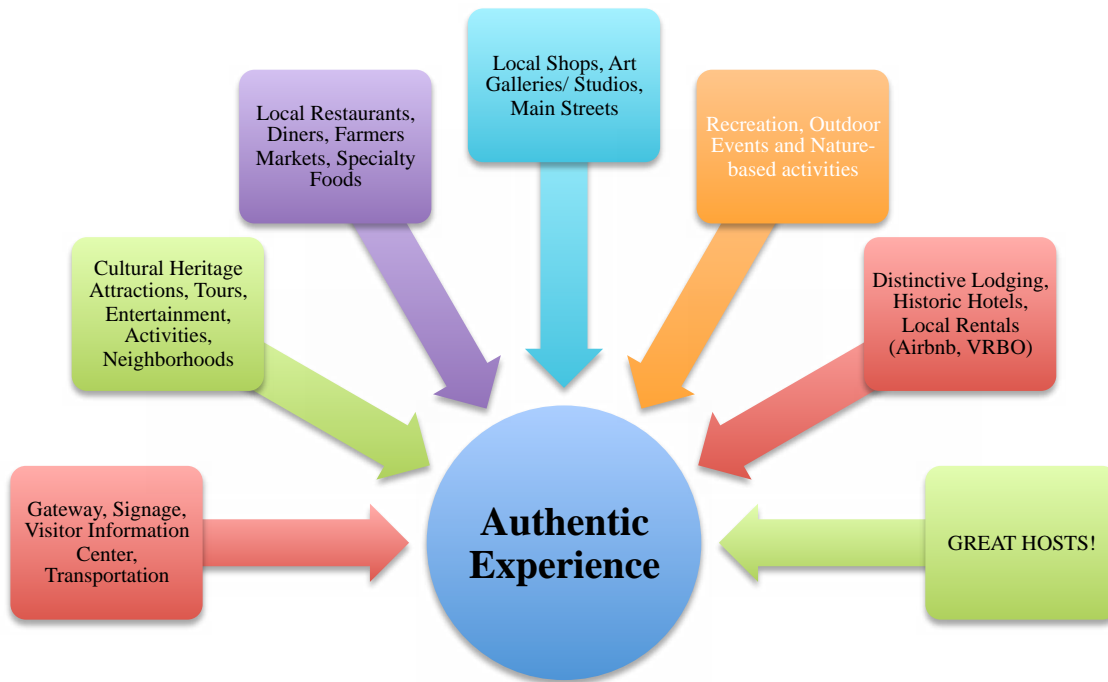 Local Shops, Art
Galleries/ Studios,
Main Streets
Local Restaurants,
Diners, Farmers
Markets, Specialty
Foods
Recreation, Outdoor
Events and Nature-
based activities
Cultural Heritage
Attractions, Tours,
Entertainment,
Activities,
Neighborhoods
Distinctive Lodging,
Historic Hotels,
Local Rentals
(Airbnb, VRBO)
Gateway, Signage,
Visitor Information
Center,
Transportation
Authentic
Experience
GREAT HOSTS!